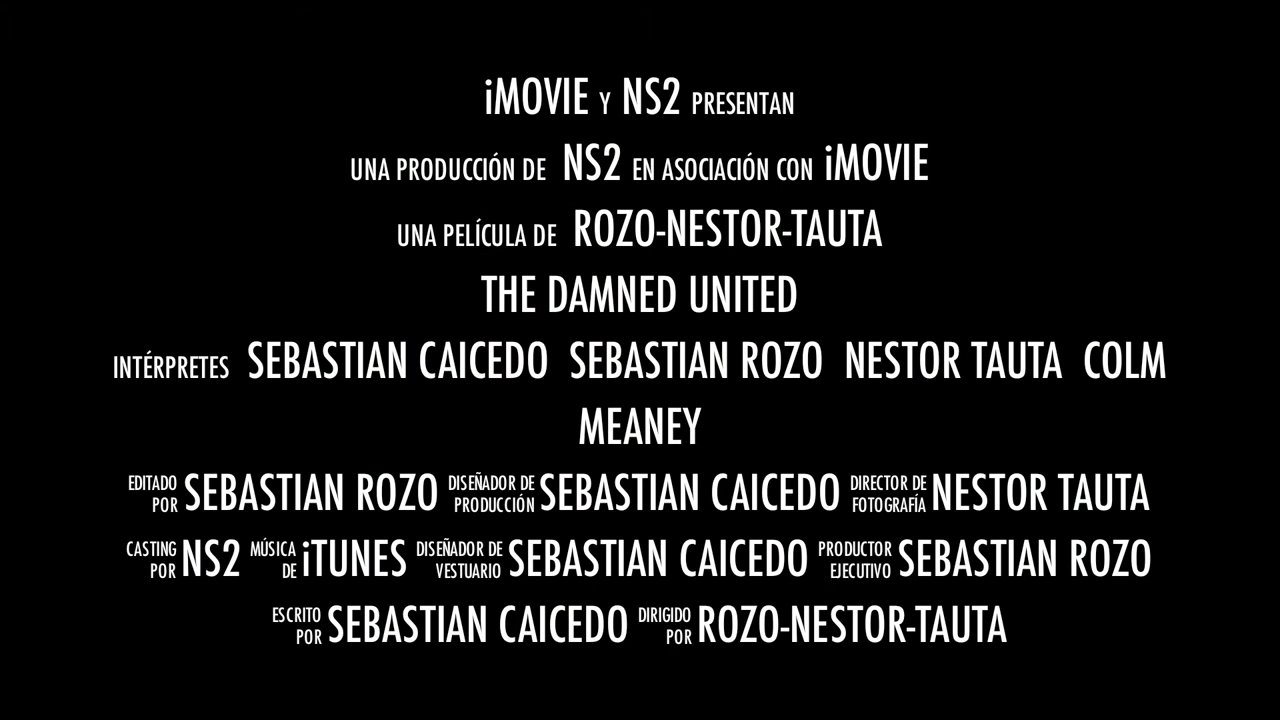 iMOVIE Y NS2 PRESENTAN
UNA PRODUCCIÓN DE NS2 EN ASOCIACIÓN CON iMOVIE
UNA PELÍCULA DE ROZO-NESTOR-TAUTA
THE DAMNED UNITED
INTÉRPRETES SEBASTIAN CAICEDO SEBASTIAN ROZO NESTOR TAUTA COLM
MEANEY
EDITADO POR SEBASTIAN ROZO DISEÑADOR DE PRODUCCIÓN SEBASTIAN CAICEDO DIRECTOR DE FOTOGRAFÍA NESTOR TAUTA
CASTING POR NS2 MÚSICA DE iTUNES DISEÑADOR DE VESTUARIO SEBASTIAN CAICEDO PRODUCTOR EJECUTIVO SEBASTIAN ROZO
ESCRITO POR SEBASTIAN CAICEDO DIRIGIDO POR ROZO-NESTOR-TAUTA